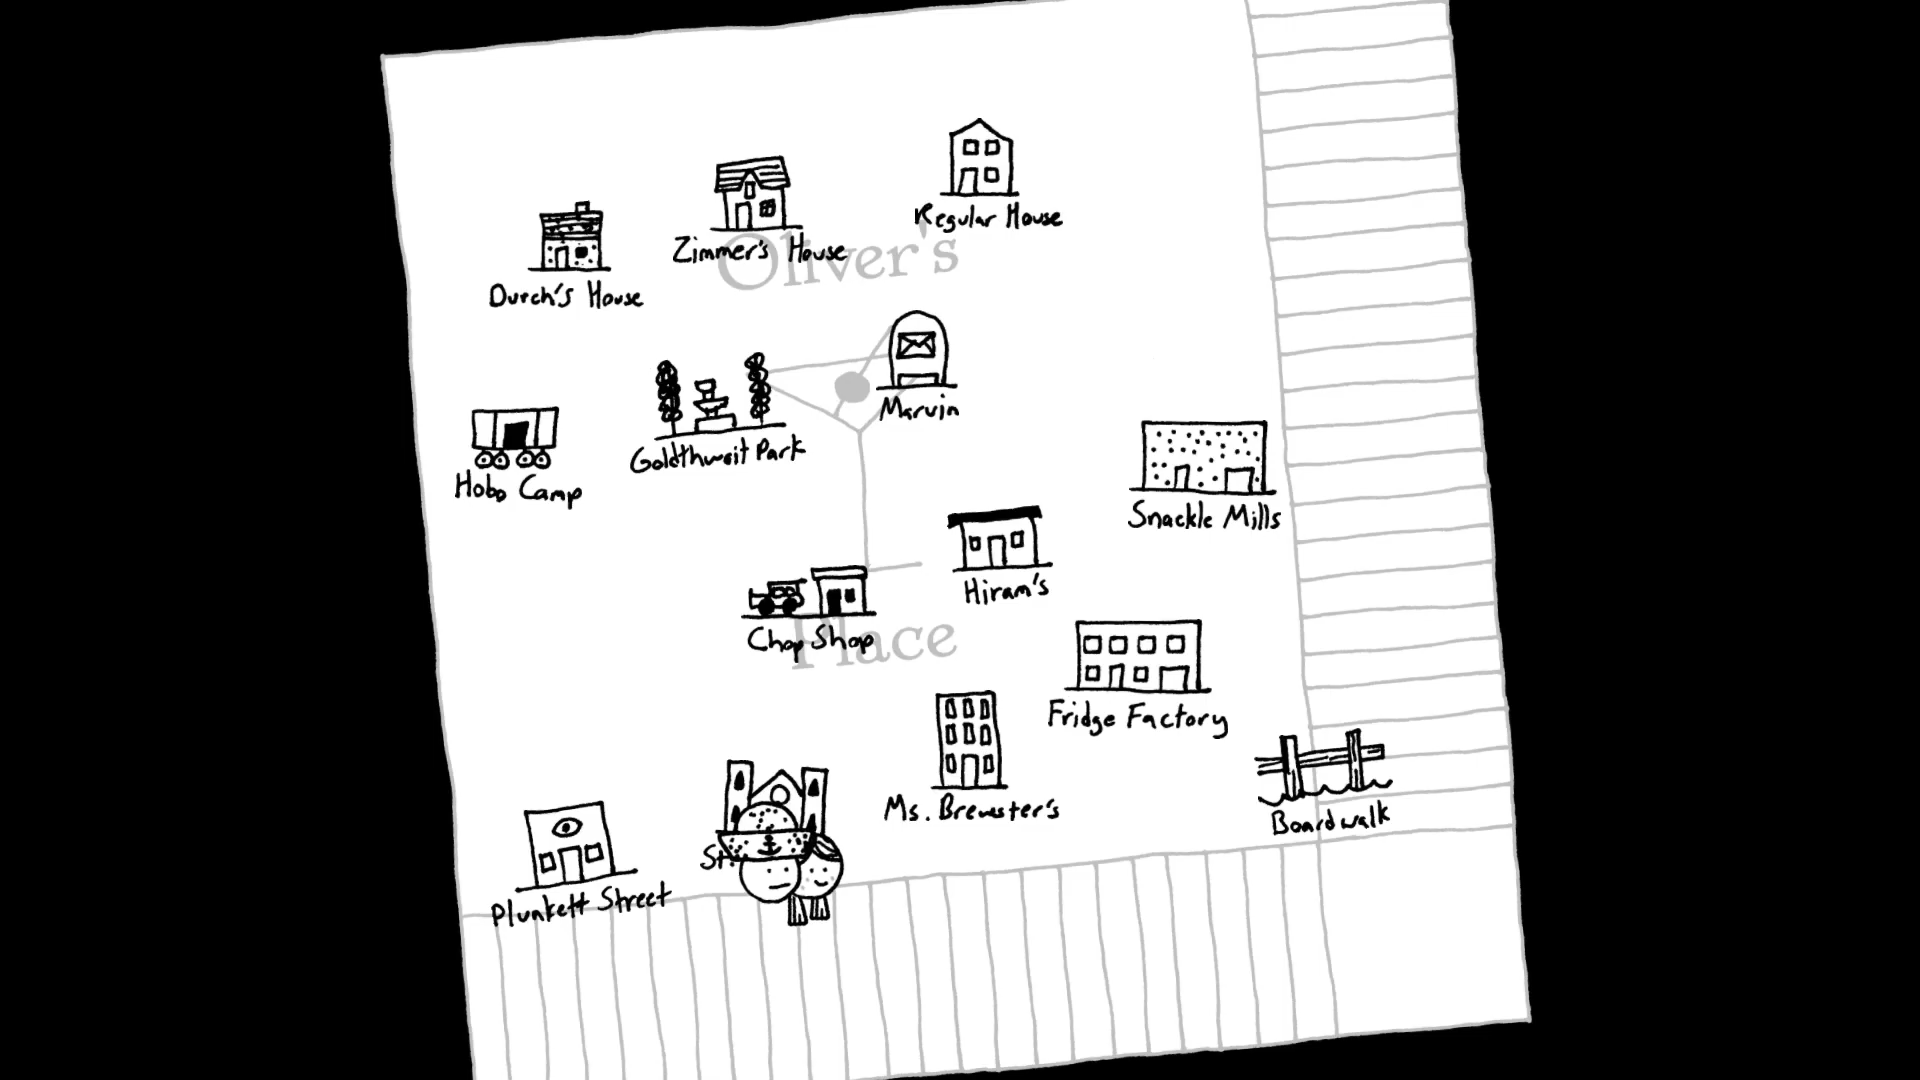 Regular House
Zimmer's House
Oliver's
Durch's House
Marvin
Goldthwait Park
Hobo Camp
Snackle Mills
Hiram's
Chop Shop
Place
Fridge Factory
Ms. Brewster's
Boardwalk
St.
Plunkett Street